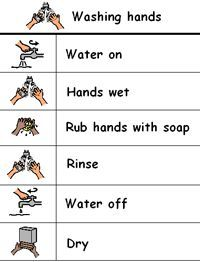 Washing hands
Water on
Hands wet
Rub hands with soap
Rinse
Water off
Dry